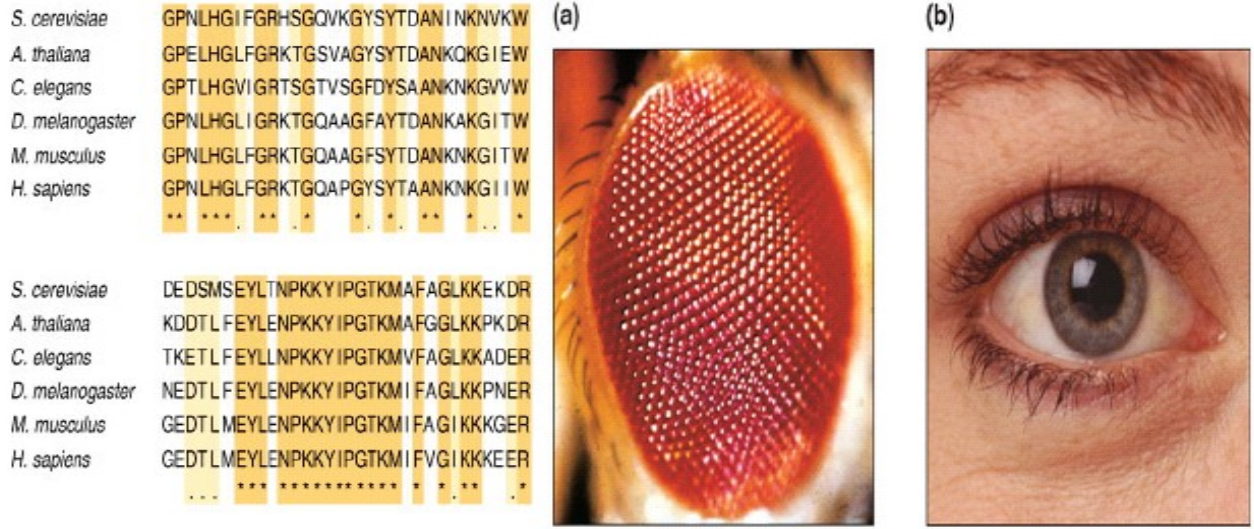 S. cerevisiae GPNLHGIFGRHSGQVKGYSYTDANINKNVKW
A. thaliana GPELHGLFGRKTGSVAGYSYTDANKQKGIEW
C. elegans GPTLHGVIGRTSGTVSGFDYSAANKNKGVVW
D. melanogaster GPNLHGLIGRKTGQAAGFAYTDANKAKGITW
M. musculus GPNLHGLFGRKTGQAAGFSYTDANKNKGITW
H. sapiens GPNLHGLFGRKTGQAPGYSYTAANKNKGIIW
** *** ** * * * ** * *
. . . . ..
S. cerevisiae DEDSMSEYLTNPKKYIPGTKMAFAGLKKEKDR
A. thaliana KDDTLFEYLENPKKYIPGTKMAFGGLKKPKDR
C. elegans TKETLFEYLLNPKKYIPGTKMVFAGLKKADER
D. melanogaster NEDTLFEYLENPKKYIPGTKMIFAGLKKPNER
M. musculus GEDTLMEYLENPKKYIPGTKMIFAGIKKKGER
H. sapiens GEDTLMEYLENPKKYIPGTKMIFVGIKKKEER
*** *********** * * ** *
... . .
(a)
(b)